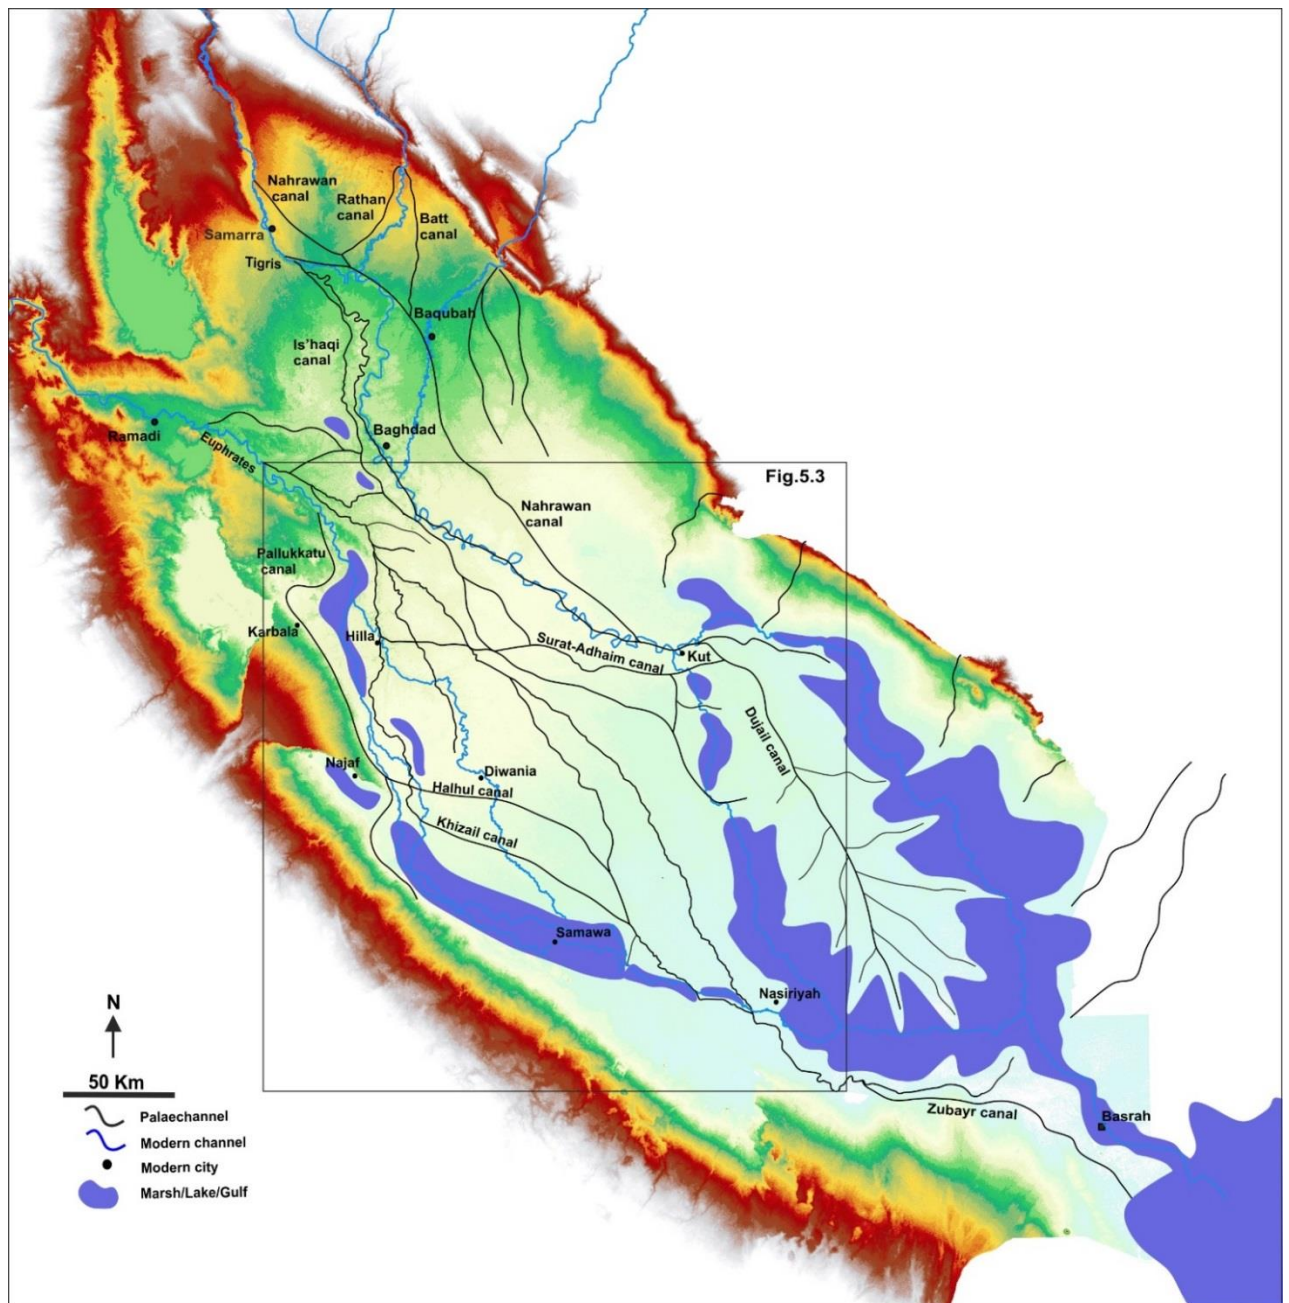 Nahrawan
canal
Rathan
canal
Batt
canal
Samarra
Tigris
Baqubah
Is'haqi
canal
Ramadi
Euphrates
Baghdad
Fig.5.3
Nahrawan
canal
Pallukkatu
canal
Karbala
Hilla
Surat-Adhaim canal
Kut
Dujail canal
Najaf
Diwania
Halhul canal
Khizail canal
Samawa
Nasiriyah
N
50 Km
Zubayr canal
Basrah
Palaechannel
Modern channel
Modern city
Marsh/Lake/Gulf